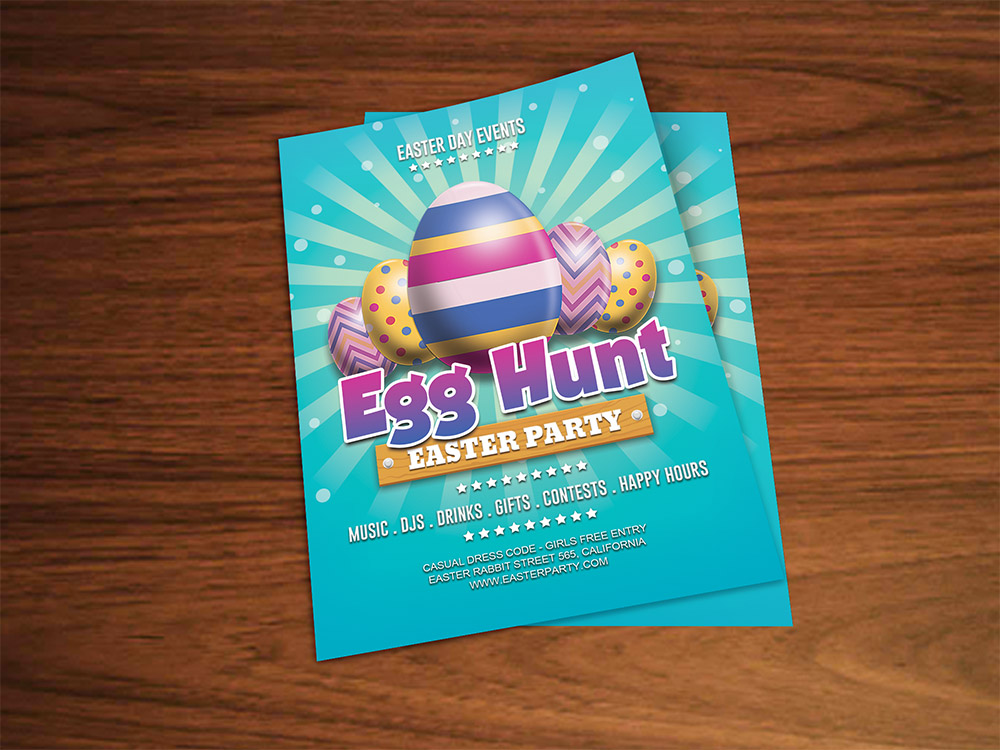 EASTER DAY EVENTS
Egg Hunt
EASTER PARTY
MUSIC . DJS . DRINKS . GIFTS . CONTESTS . HAPPY HOURS
CASUAL DRESS CODE - GIRLS FREE ENTRY
EASTER RABBIT STREET 565, CALIFORNIA
WWW.EASTERPARTY.COM